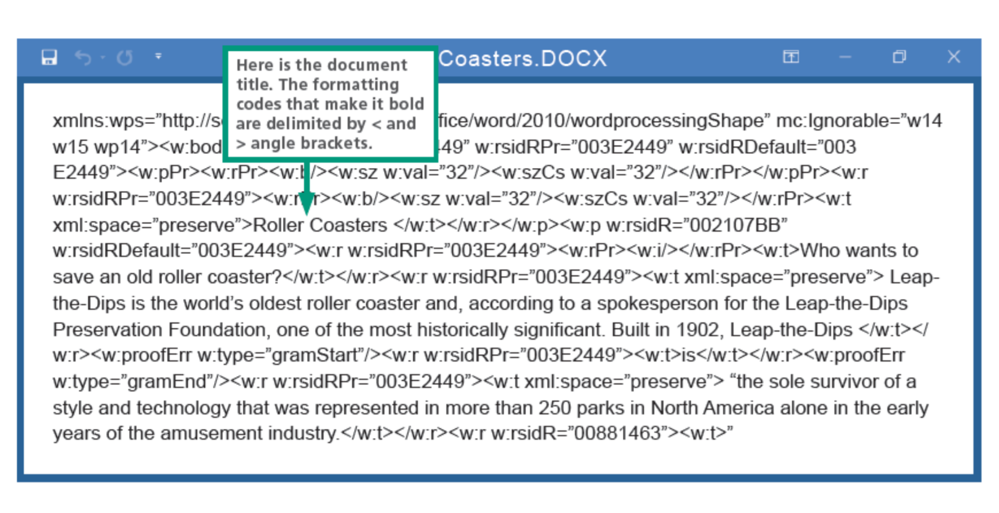 Coasters.DOCX
Here is the document
title. The formatting
codes that make it bold
are delimited by < and
> angle brackets.
xmlns:wps=”http://s fice/word/2010/wordprocessingShape” mc:Ignorable=”w14
w15 wp14”><w:bod 49” w:rsidRPr=”003E2449” w:rsidRDefault=”003
E2449”><w:pPr><w:rPr><w:b/><w:sz w:val=”32”/><w:szCs w:val=”32”/></w:rPr></w:pPr><w:r
w:rsidRPr=”003E2449”><w:rPr><w:b/><w:sz w:val=”32”/><w:szCs w:val=”32”/></w:rPr><w:t
xml:space=”preserve”>Roller Coasters </w:t></w:r></w:p><w:p w:rsidR=”002107BB”
w:rsidRDefault=”003E2449”><w:r w:rsidRPr=”003E2449”><w:rPr><w:i/></w:rPr><w:t>Who wants to
save an old roller coaster?</w:t></w:r><w:r w:rsidRPr=”003E2449”><w:t xml:space=”preserve”> Leap-
the-Dips is the world’s oldest roller coaster and, according to a spokesperson for the Leap-the-Dips
Preservation Foundation, one of the most historically significant. Built in 1902, Leap-the-Dips </w:t></
w:r><w:proofErr w:type=”gramStart”/><w:r w:rsidRPr=”003E2449”><w:t>is</w:t></w:r><w:proofErr
w:type=”gramEnd”/><w:r w:rsidRPr=”003E2449”><w:t xml:space=”preserve”> “the sole survivor of a
style and technology that was represented in more than 250 parks in North America alone in the early
years of the amusement industry.</w:t></w:r><w:r w:rsidR=”00881463”><w:t>”